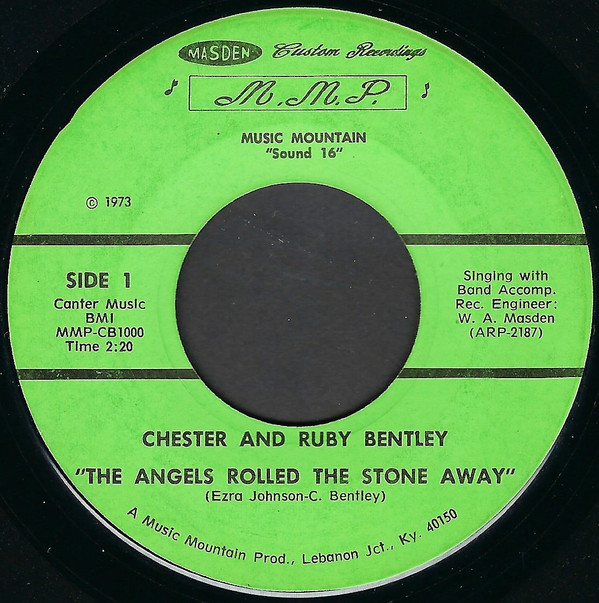 MASDEN Custom Recordings
M.M.P.
MUSIC MOUNTAIN
"Sound 16"
© 1973
SIDE 1
Canter Music
BMI
MMP-CB1000
Time 2:20
Singing with
Band Accomp.
Rec. Engineer:
W. A. Masden
(ARP-2187)
CHESTER AND RUBY BENTLEY
"THE ANGELS ROLLED THE STONE AWAY"
(Ezra Johnson-C. Bentley)
A Music Mountain Prod., Lebanon Jct., Ky. 40150